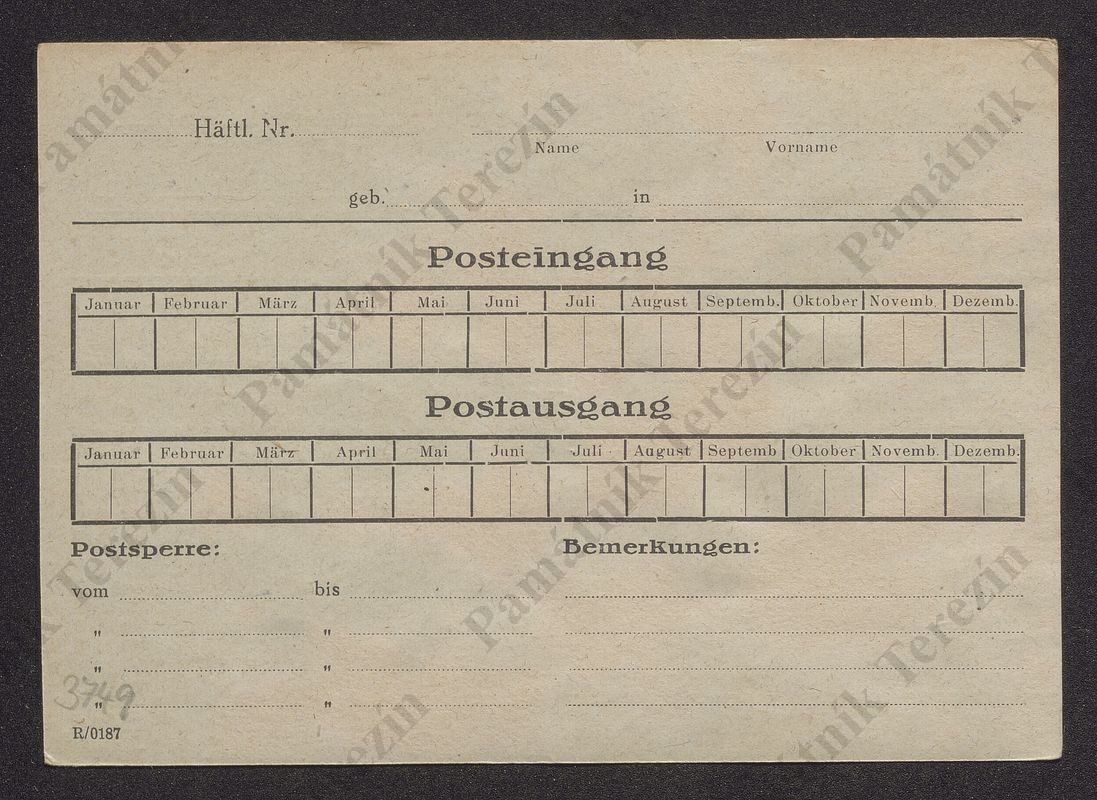 Häftl. Nr.
Name Vorname
geb. in
Posteingang
Januar Februar März April Mai Juni Juli August Septemb. Oktober Novemb. Dezemb.
Postausgang
Januar Februar März April Mai Juni Juli August Septemb Oktober Novemb. Dezemb.
Postsperre: Bemerkungen:
vom bis
" "
" "
3749
" "
R/0187
Památník Terezín